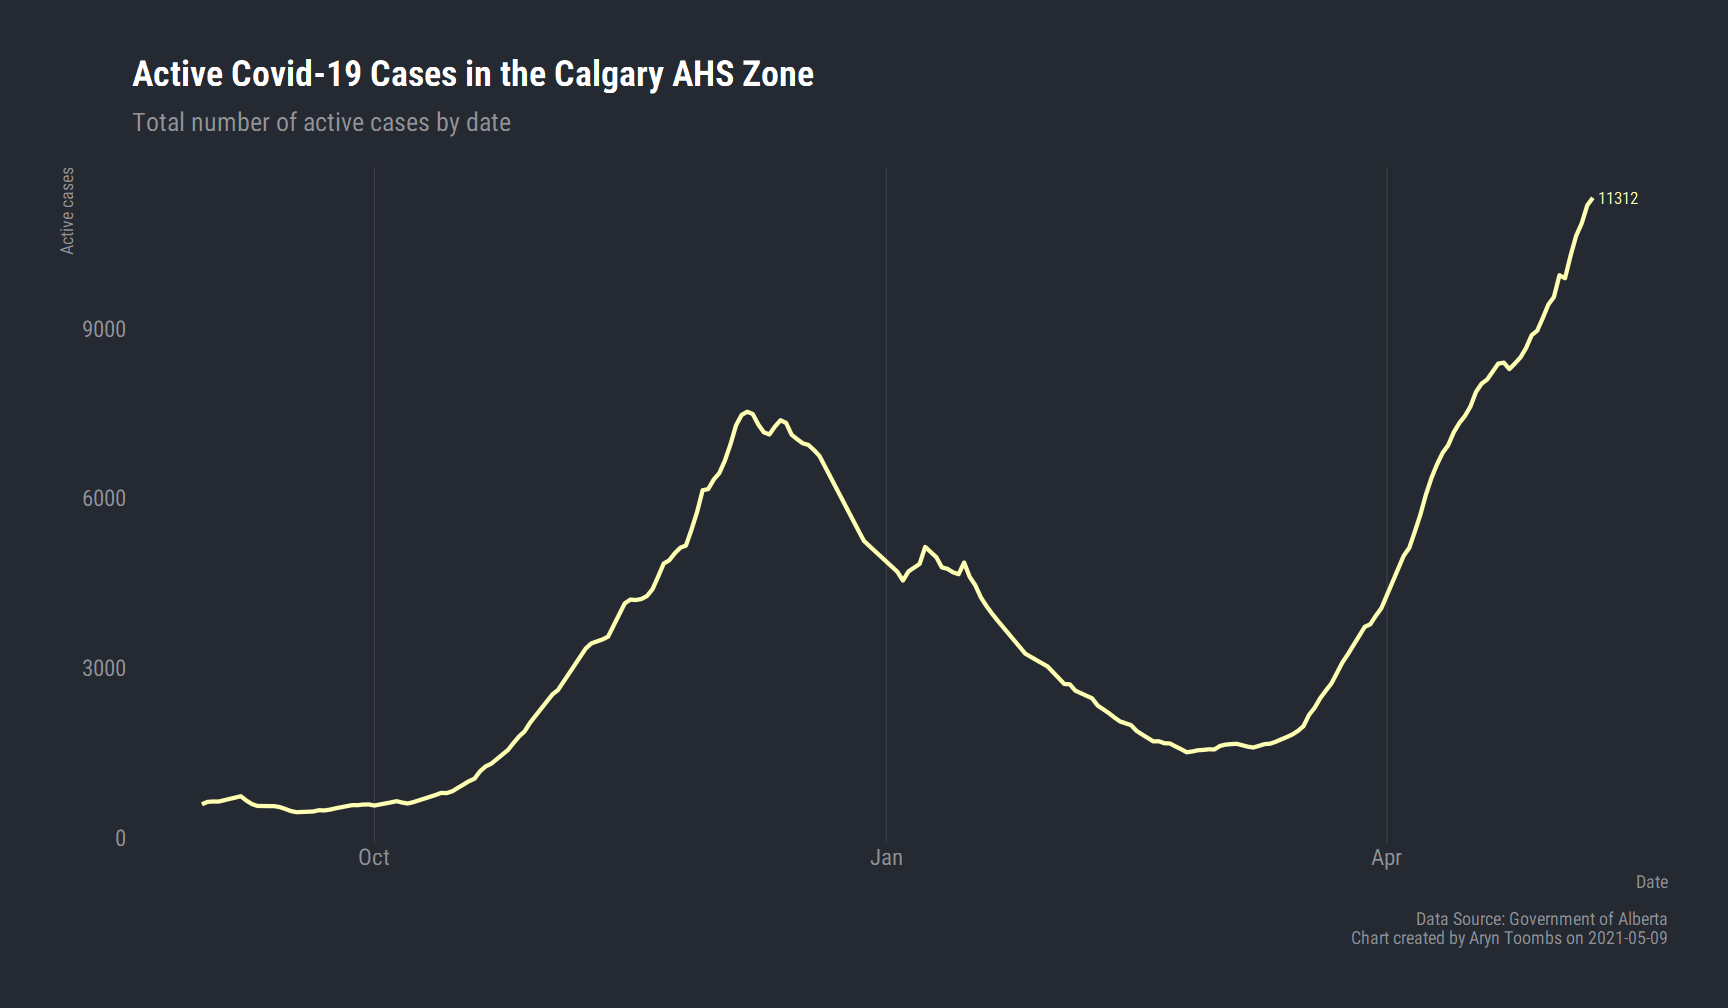 Active Covid-19 Cases in the Calgary AHS Zone
Total number of active cases by date
Active cases
11312
9000
6000
3000
0
Oct
Jan
Apr
Date
Data Source: Government of Alberta
Chart created by Aryn Toombs on 2021-05-09